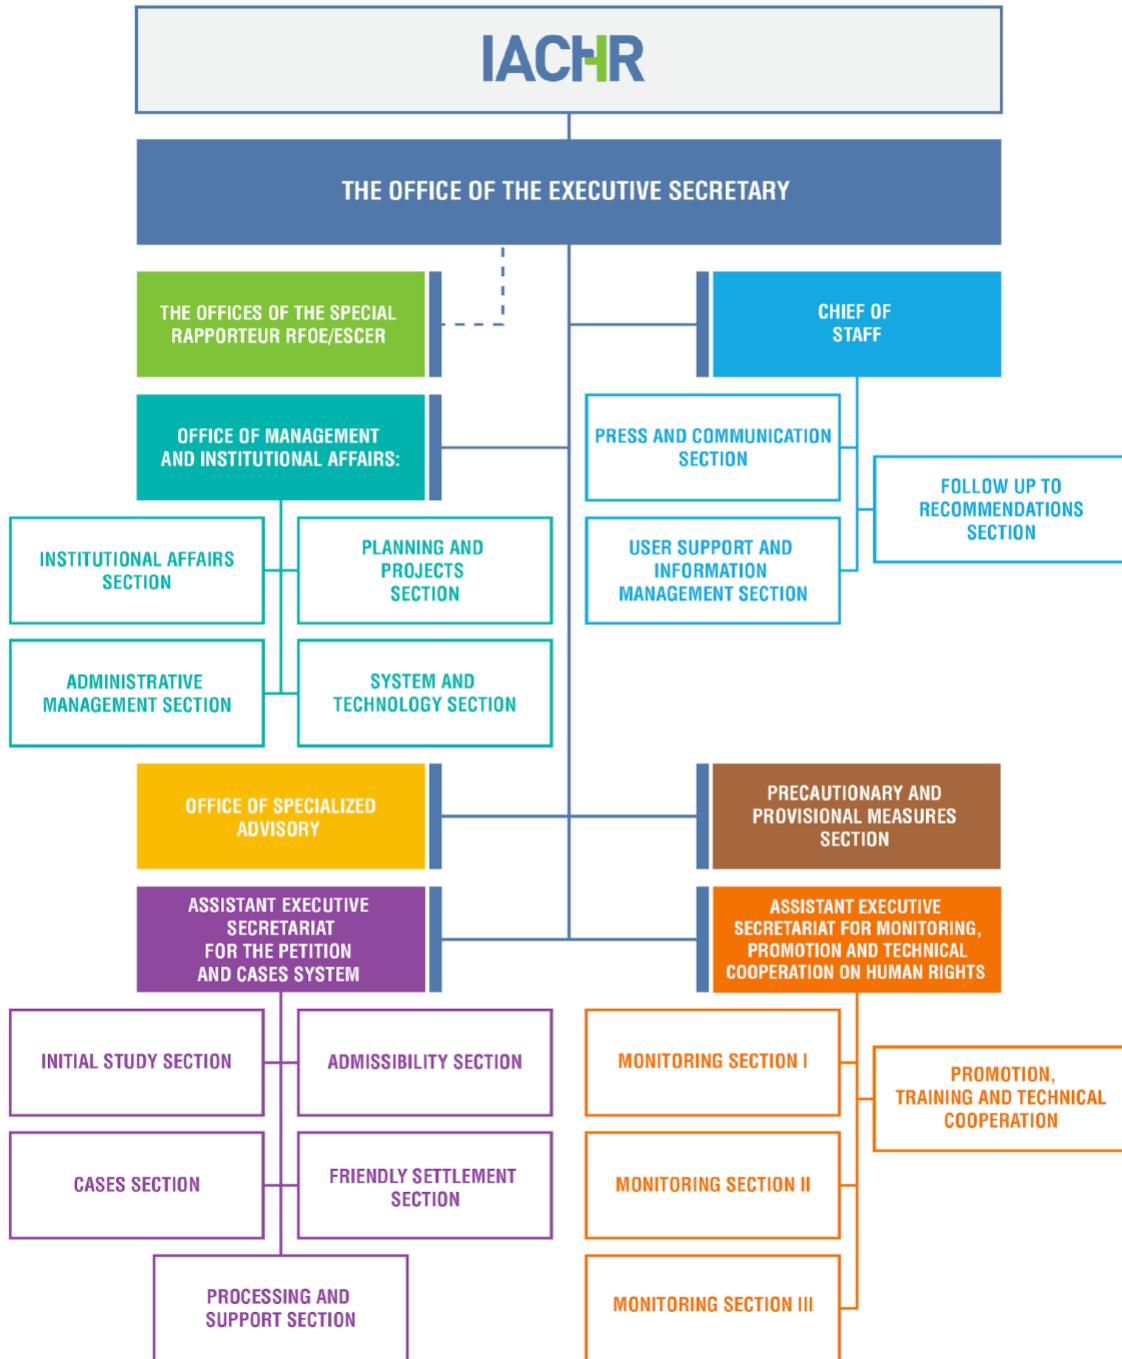 IACHR
THE OFFICE OF THE EXECUTIVE SECRETARY
THE OFFICES OF THE SPECIAL
RAPPORTEUR RFOE/ESCER
CHIEF OF
STAFF
OFFICE OF MANAGEMENT
AND INSTITUTIONAL AFFAIRS:
PRESS AND COMMUNICATION
SECTION
FOLLOW UP TO
RECOMMENDATIONS
SECTION
INSTITUTIONAL AFFAIRS
SECTION
PLANNING AND
PROJECTS
SECTION
USER SUPPORT AND
INFORMATION
MANAGEMENT SECTION
ADMINISTRATIVE
MANAGEMENT SECTION
SYSTEM AND
TECHNOLOGY SECTION
OFFICE OF SPECIALIZED
ADVISORY
PRECAUTIONARY AND
PROVISIONAL MEASURES
SECTION
ASSISTANT EXECUTIVE
SECRETARIAT
FOR THE PETITION
AND CASES SYSTEM
ASSISTANT EXECUTIVE
SECRETARIAT FOR MONITORING,
PROMOTION AND TECHNICAL
COOPERATION ON HUMAN RIGHTS
INITIAL STUDY SECTION
ADMISSIBILITY SECTION
MONITORING SECTION I
PROMOTION,
TRAINING AND TECHNICAL
COOPERATION
CASES SECTION
FRIENDLY SETTLEMENT
SECTION
MONITORING SECTION II
PROCESSING AND
SUPPORT SECTION
MONITORING SECTION III